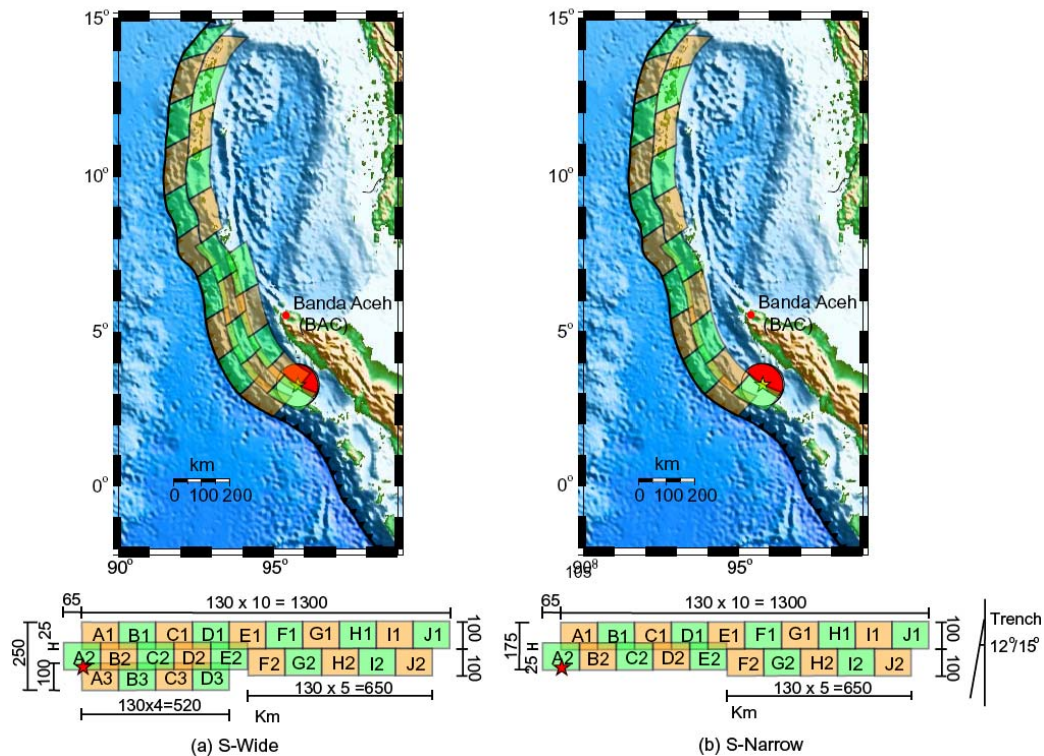 15°
10°
5°
0°
Banda Aceh
(BAC)
km
0 100 200
90° 95°
15°
10°
5°
0°
Banda Aceh
(BAC)
km
0 100 200
95°
65
130 x 10 = 1300
250
25
100
A1 B1 C1 D1 E1 F1 G1 H1 I1 J1
A2 B2 C2 D2 E2 F2 G2 H2 I2 J2
A3 B3 C3 D3
100
100
130 x 5 =650
130x4=520
Km
(a) S-Wide
65
130 x 10 = 1300
175
25
A1 B1 C1 D1 E1 F1 G1 H1 I1 J1
A2 B2 C2 D2 E2 F2 G2 H2 I2 J2
100
100
130 x 5 =650
Km
(b) S-Narrow
Trench
12°/15°